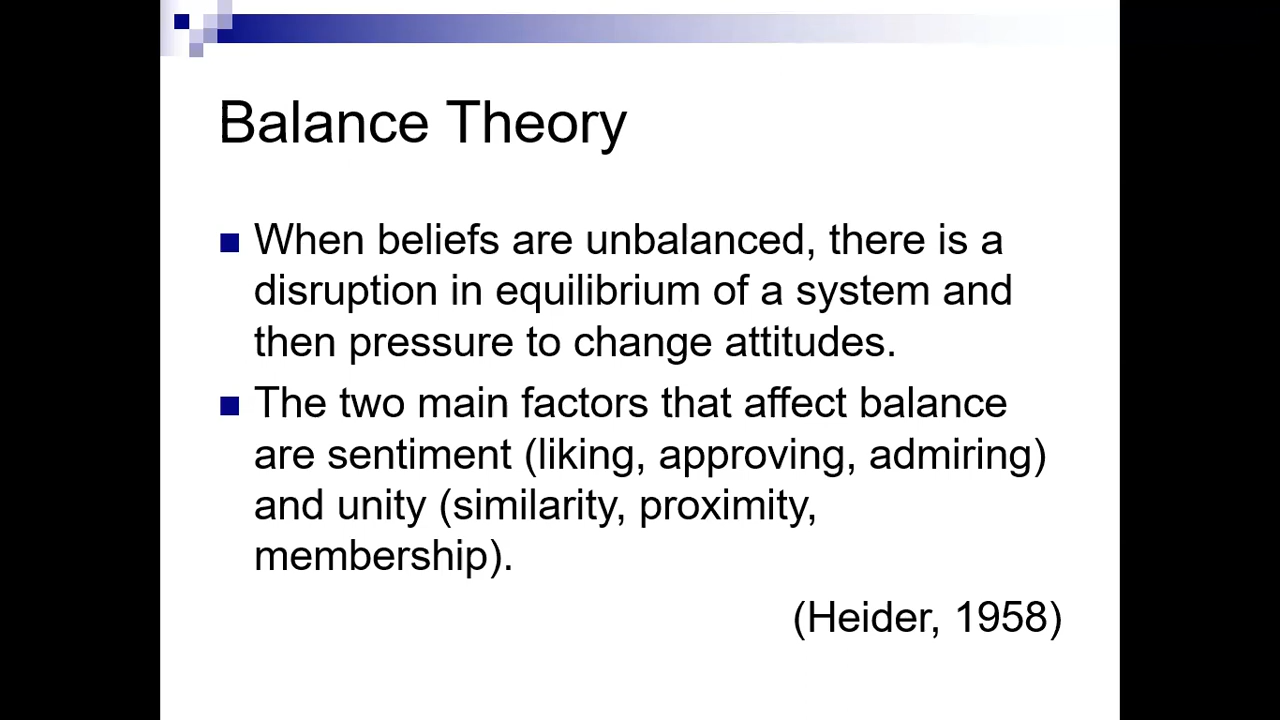 Balance Theory
When beliefs are unbalanced, there is a
disruption in equilibrium of a system and
then pressure to change attitudes.
The two main factors that affect balance
are sentiment (liking, approving, admiring)
and unity (similarity, proximity,
membership).
(Heider, 1958)